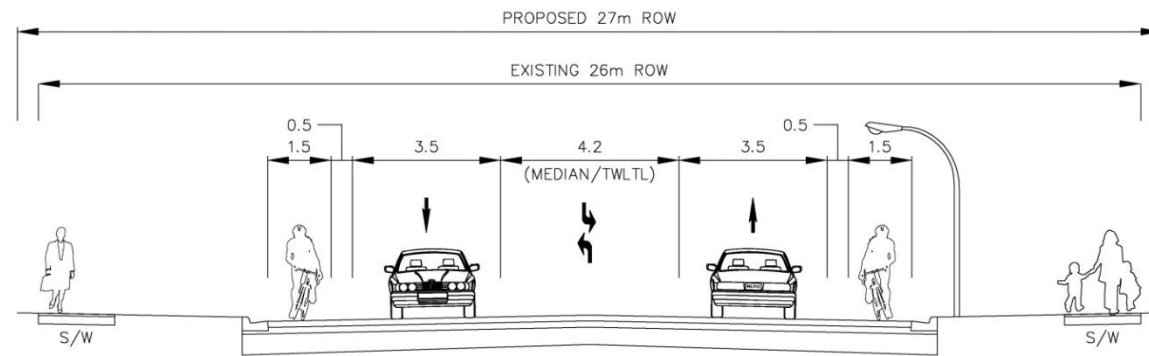 PROPOSED 27m ROW
EXISTING 26m ROW
0.5
0.5
1.5
3.5
4.2
3.5
1.5
(MEDIAN/TWLTL)
S/W
S/W